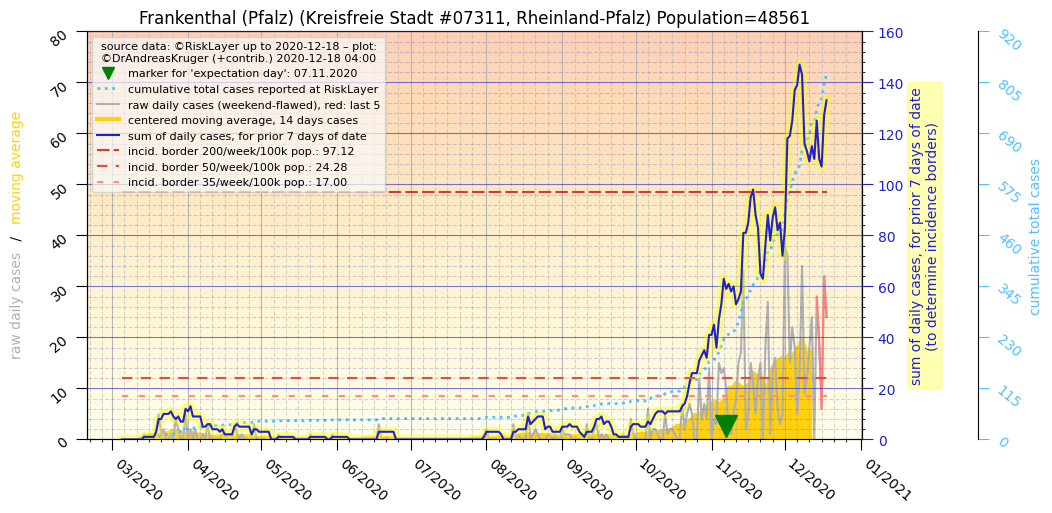 Frankenthal (Pfalz) (Kreisfreie Stadt #07311, Rheinland-Pfalz) Population=48561
source data: ©RiskLayer up to 2020-12-18 – plot:
©DrAndreasKruger (+contrib.) 2020-12-18 04:00
marker for 'expectation day': 07.11.2020
cumulative total cases reported at RiskLayer
raw daily cases (weekend-flawed), red: last 5
centered moving average, 14 days cases
sum of daily cases, for prior 7 days of date
incid. border 200/week/100k pop.: 97.12
incid. border 50/week/100k pop.: 24.28
incid. border 35/week/100k pop.: 17.00
raw daily cases / moving average
80
70
60
50
40
30
20
10
0
03/2020
04/2020
05/2020
06/2020
07/2020
08/2020
09/2020
10/2020
11/2020
12/2020
01/2021
160
140
120
100
80
60
40
20
0
sum of daily cases, for prior 7 days of date
(to determine incidence borders)
920
805
690
575
460
345
230
115
0
cumulative total cases